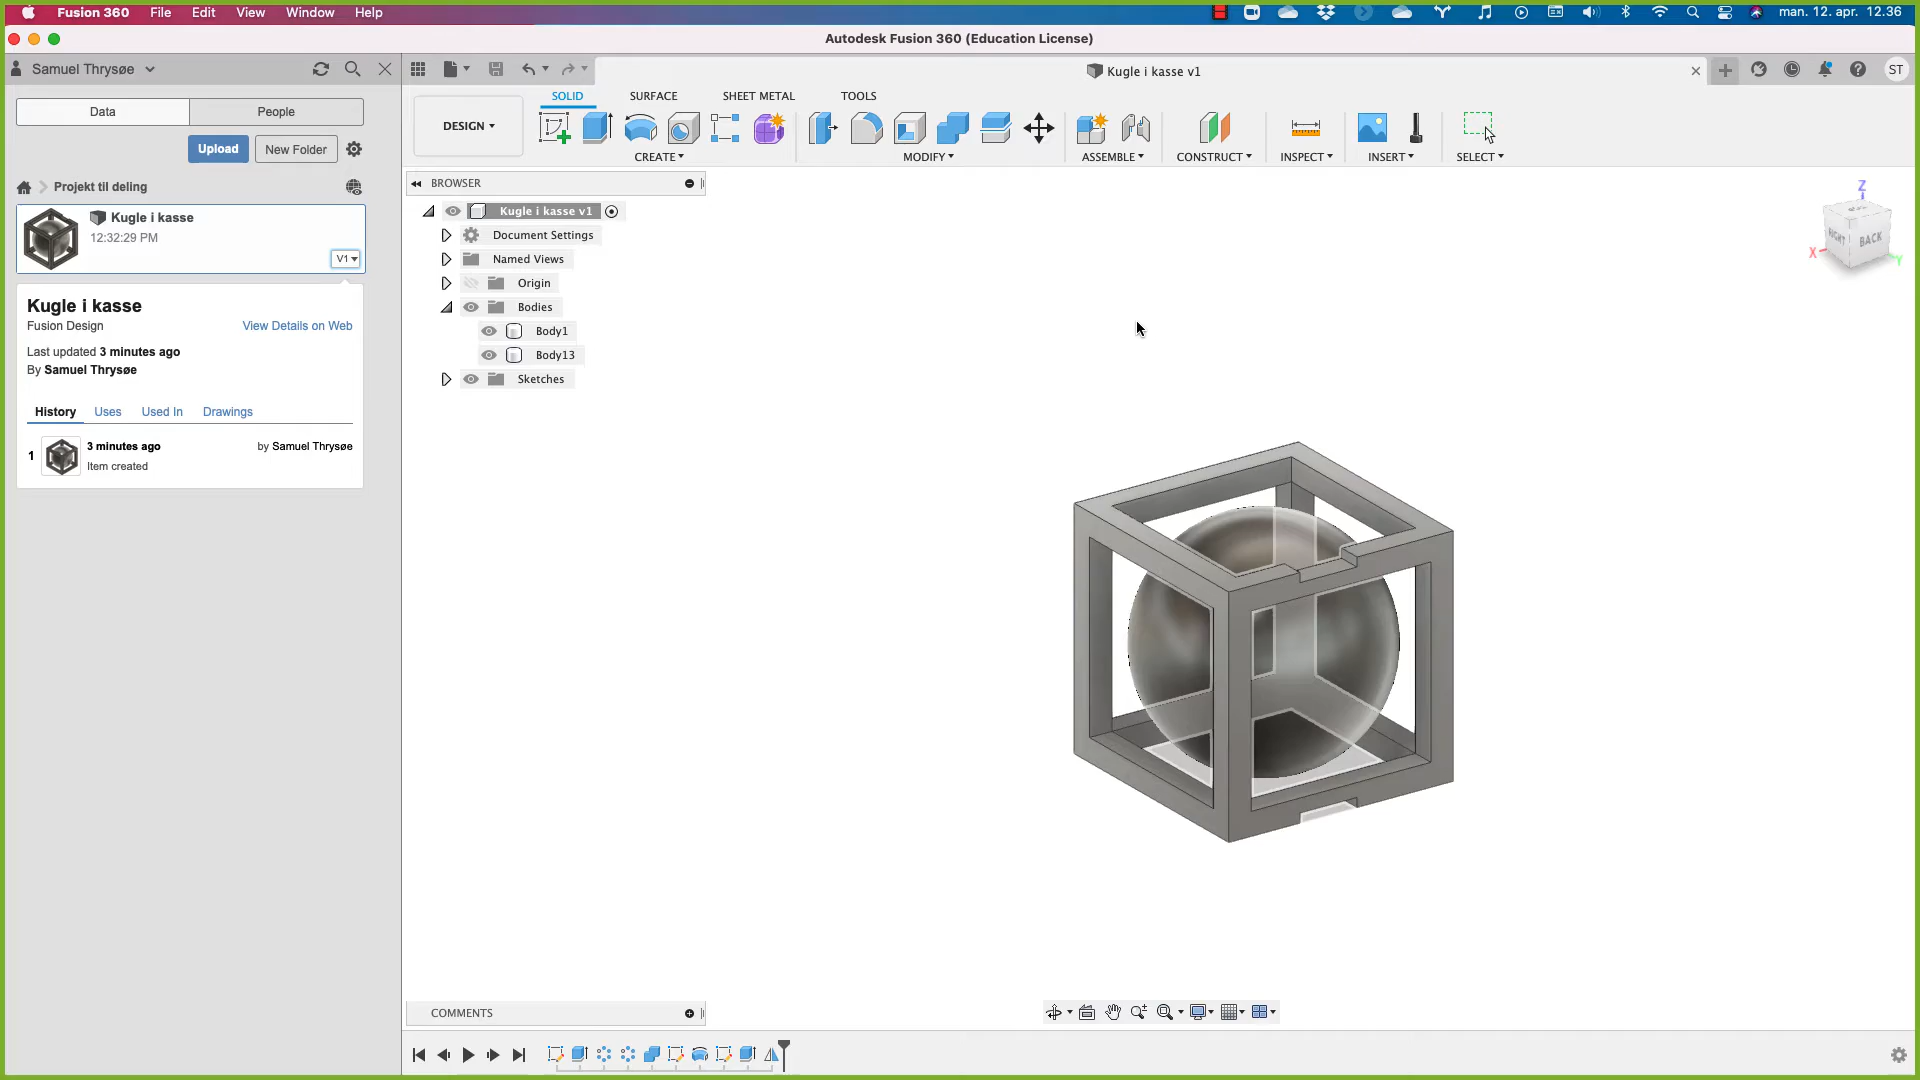 Fusion 360 File Edit View Window Help
man. 12. apr. 12.36
Autodesk Fusion 360 (Education License)
Samuel Thrysøe
Kugle i kasse v1
ST
Data People
Upload New Folder
Projekt til deling
Kugle i kasse
12:32:29 PM
V1
Kugle i kasse
Fusion Design
View Details on Web
Last updated 3 minutes ago
By Samuel Thrysøe
History Uses Used In Drawings
1
3 minutes ago
by Samuel Thrysøe
Item created
DESIGN
SOLID SURFACE SHEET METAL TOOLS
CREATE MODIFY ASSEMBLE CONSTRUCT INSPECT INSERT SELECT
BROWSER
Kugle i kasse v1
Document Settings
Named Views
Origin
Bodies
Body1
Body13
Sketches
Z
RIGHT BACK
X
Y
COMMENTS